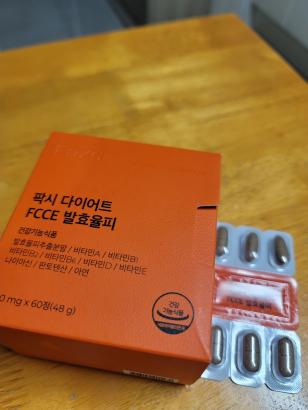 팍시 다이어트
FCCE 발효율피
건강기능식품
발효율피추출분말 / 비타민A / 비타민B1
비타민B2 / 비타민B6 / 비타민D / 비타민E
나이아신 / 판토텐산 / 아연
0 mg x 60정(48 g)
건강
기능식품
FCCE 발효율피